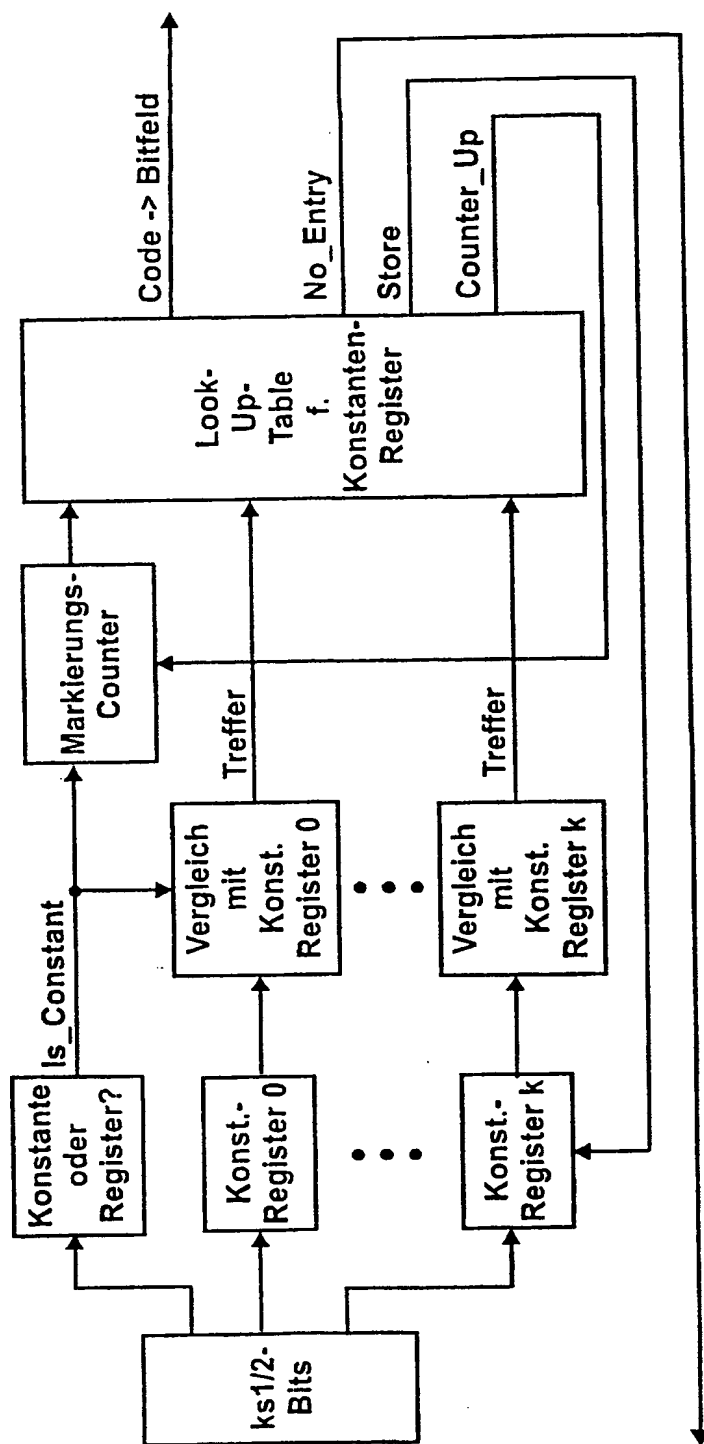 ks1/2-
Bits
Konstante
oder
Register?
Is_Constant
Konst.-
Register 0
Konst.-
Register k
Vergleich
mit
Konst.
Register 0
Vergleich
mit
Konst.
Register k
Treffer
Treffer
Markierungs-
Counter
Look-
Up-
Table
f.
Konstanten-
Register
Code -> Bitfeld
No_Entry
Store
Counter_Up